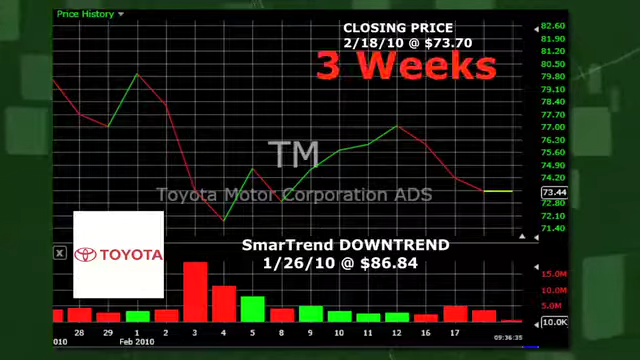 Price History
CLOSING PRICE
2/18/10 @ $73.70
3 Weeks
TM
Toyota Motor Corporation ADS
82.60
81.90
81.20
80.50
79.80
79.10
78.40
77.70
77.00
76.30
75.60
74.90
74.20
73.44
72.80
72.10
71.40
X
TOYOTA
SmarTrend DOWNTREND
1/26/10 @ $86.84
15.0M
10.0M
5.0M
10.0K
28 29 1 2 3 4 5 8 9 10 11 12 16 17
010 Feb 2010
09:36:35